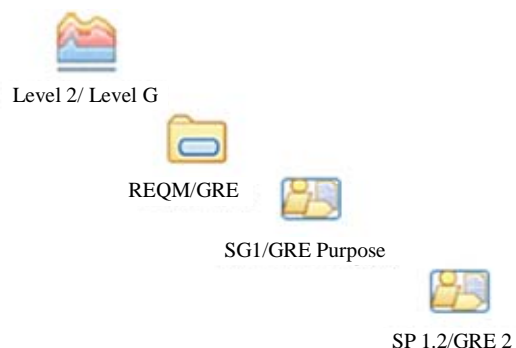 Level 2/ Level G
REQM/GRE
SG1/GRE Purpose
SP 1.2/GRE 2